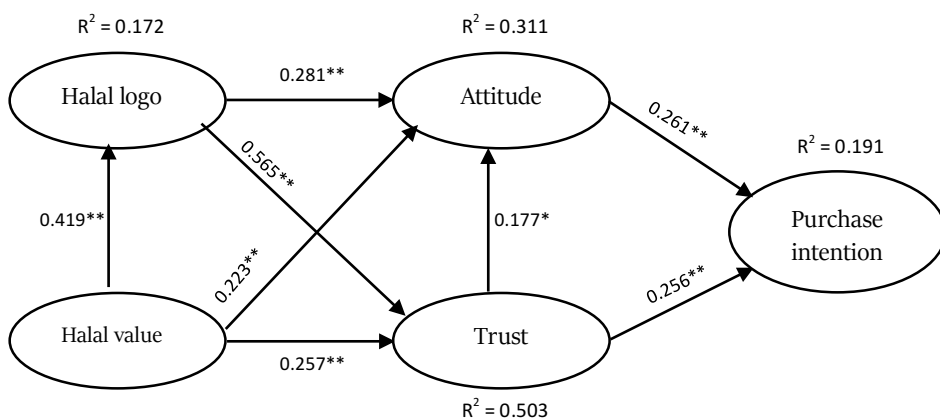 R² = 0.172
R² = 0.311
Halal logo
0.281**
Attitude
0.261**
R² = 0.191
0.565**
0.419**
0.177*
Purchase
intention
0.223**
0.256**
Halal value
Trust
0.257**
R² = 0.503